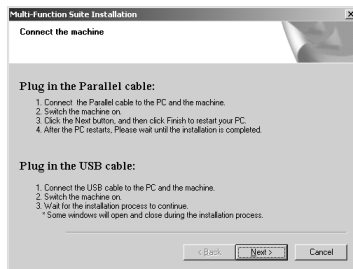 Multi-Function Suite Installation
Connect the machine
Plug in the Parallel cable:
1. Connect the Parallel cable to the PC and the machine.
2. Switch the machine on.
3. Click the Next button, and then click Finish to restart your PC.
4. After the PC restarts, Please wait until the installation is completed.
Plug in the USB cable:
1. Connect the USB cable to the PC and the machine.
2. Switch the machine on.
3. Wait for the installation process to continue.
* Some windows will open and close during the installation process.
< Back Next > Cancel